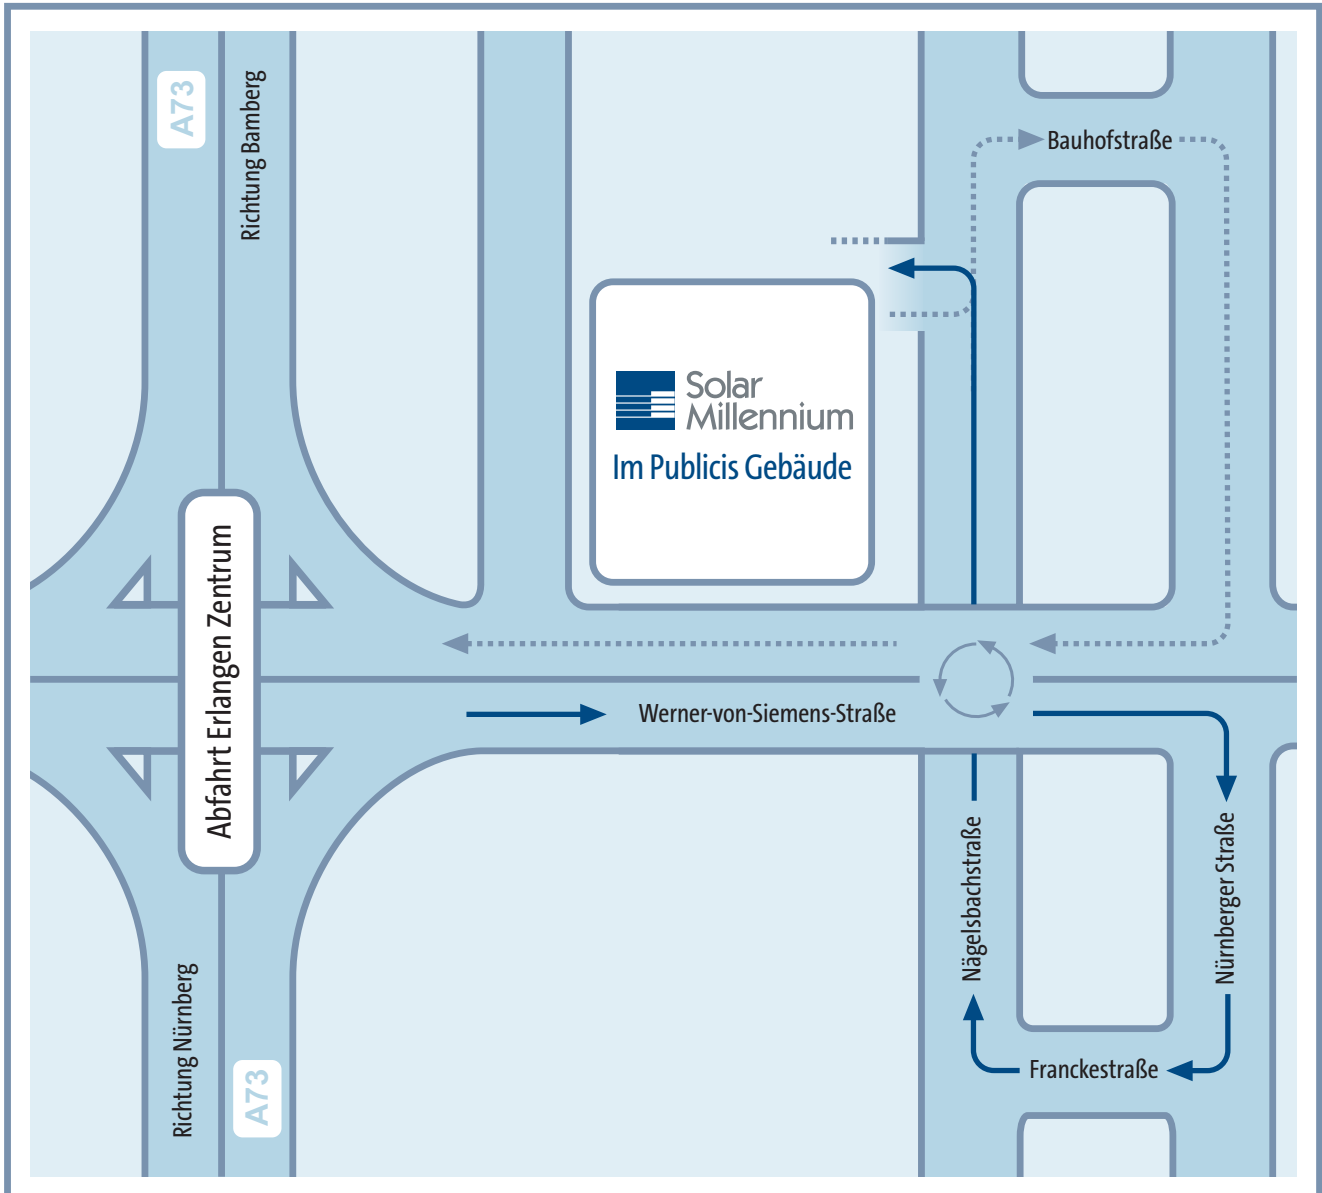 A73
Richtung Bamberg
Bauhofstraße
Solar
Millennium
Im Publicis Gebäude
Abfahrt Erlangen Zentrum
Werner-von-Siemens-Straße
Nägelsbachstraße
Nürnberger Straße
Richtung Nürnberg
A73
Franckestraße